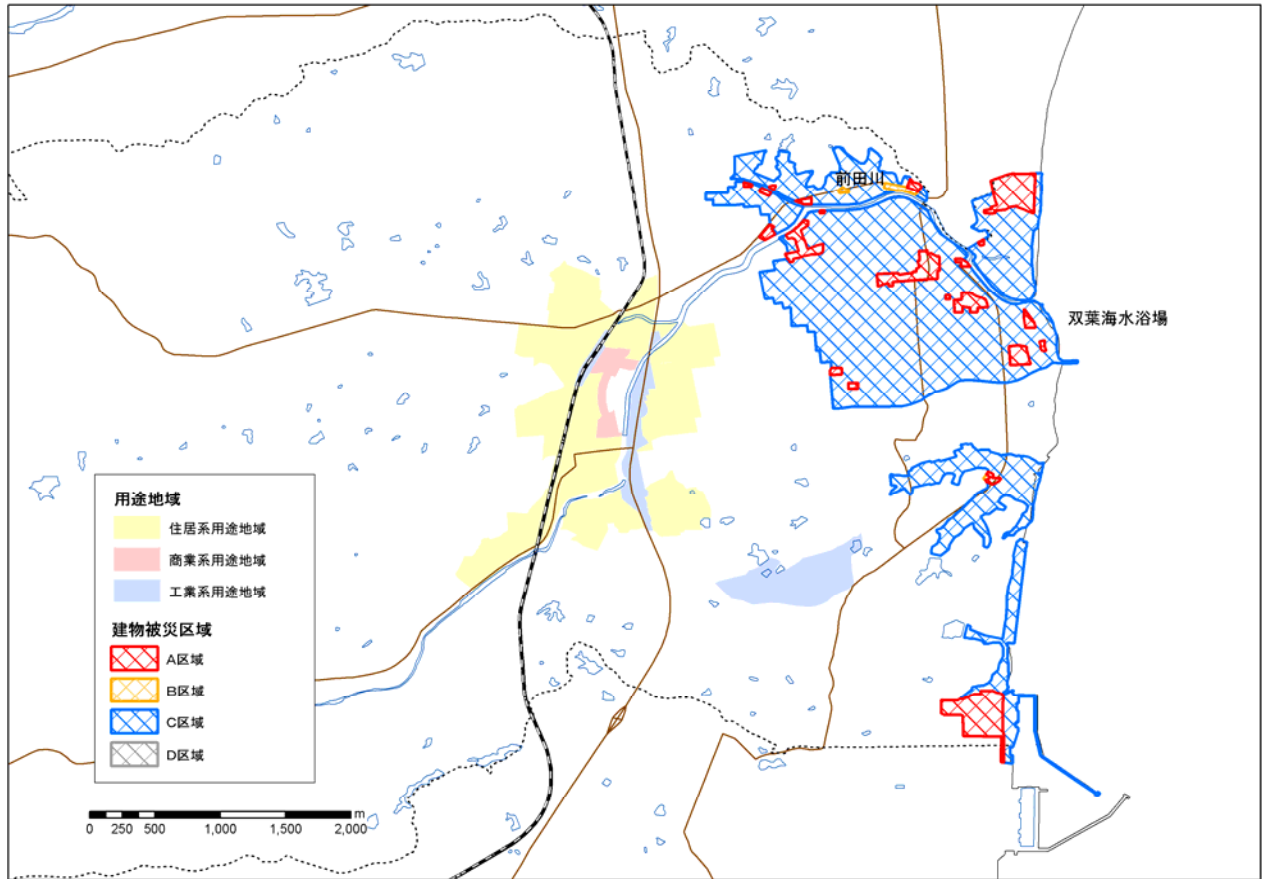 前田川
双葉海水浴場
用途地域
住居系用途地域
商業系用途地域
工業系用途地域
建物被災区域
A区域
B区域
C区域
D区域
m
0 250 500 1,000 1,500 2,000